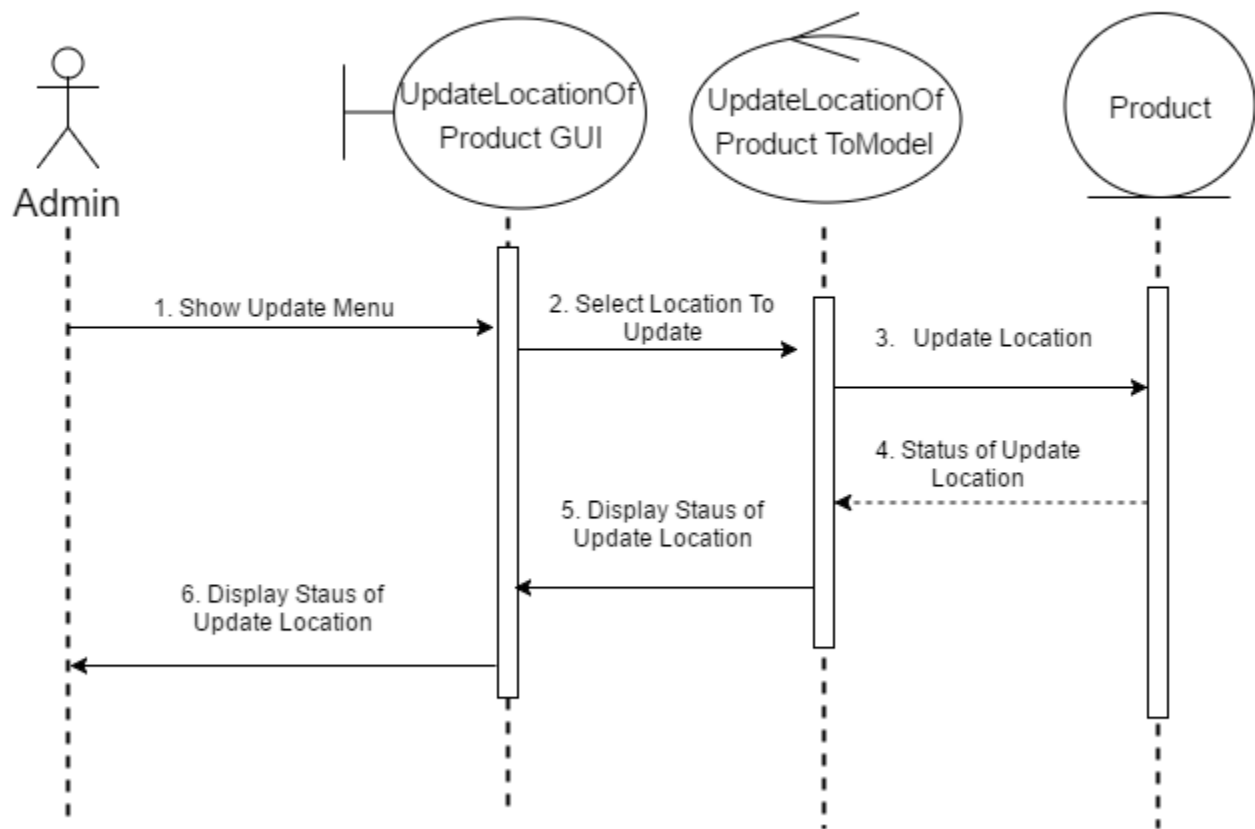 UpdateLocationOf
Product GUI
UpdateLocationOf
Product ToModel
Product
Admin
1. Show Update Menu
2. Select Location To
Update
3. Update Location
4. Status of Update
Location
5. Display Staus of
Update Location
6. Display Staus of
Update Location